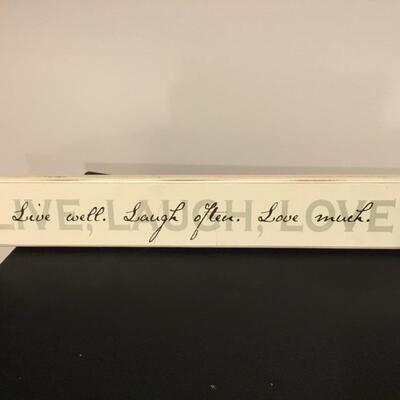 Live well. Laugh often. Love much.
LIVE, LAUGH, LOVE